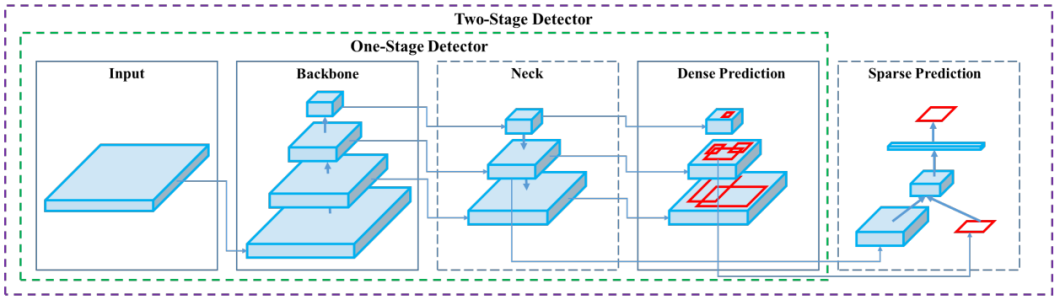 Two-Stage Detector
One-Stage Detector
Input
Backbone
Neck
Dense Prediction
Sparse Prediction